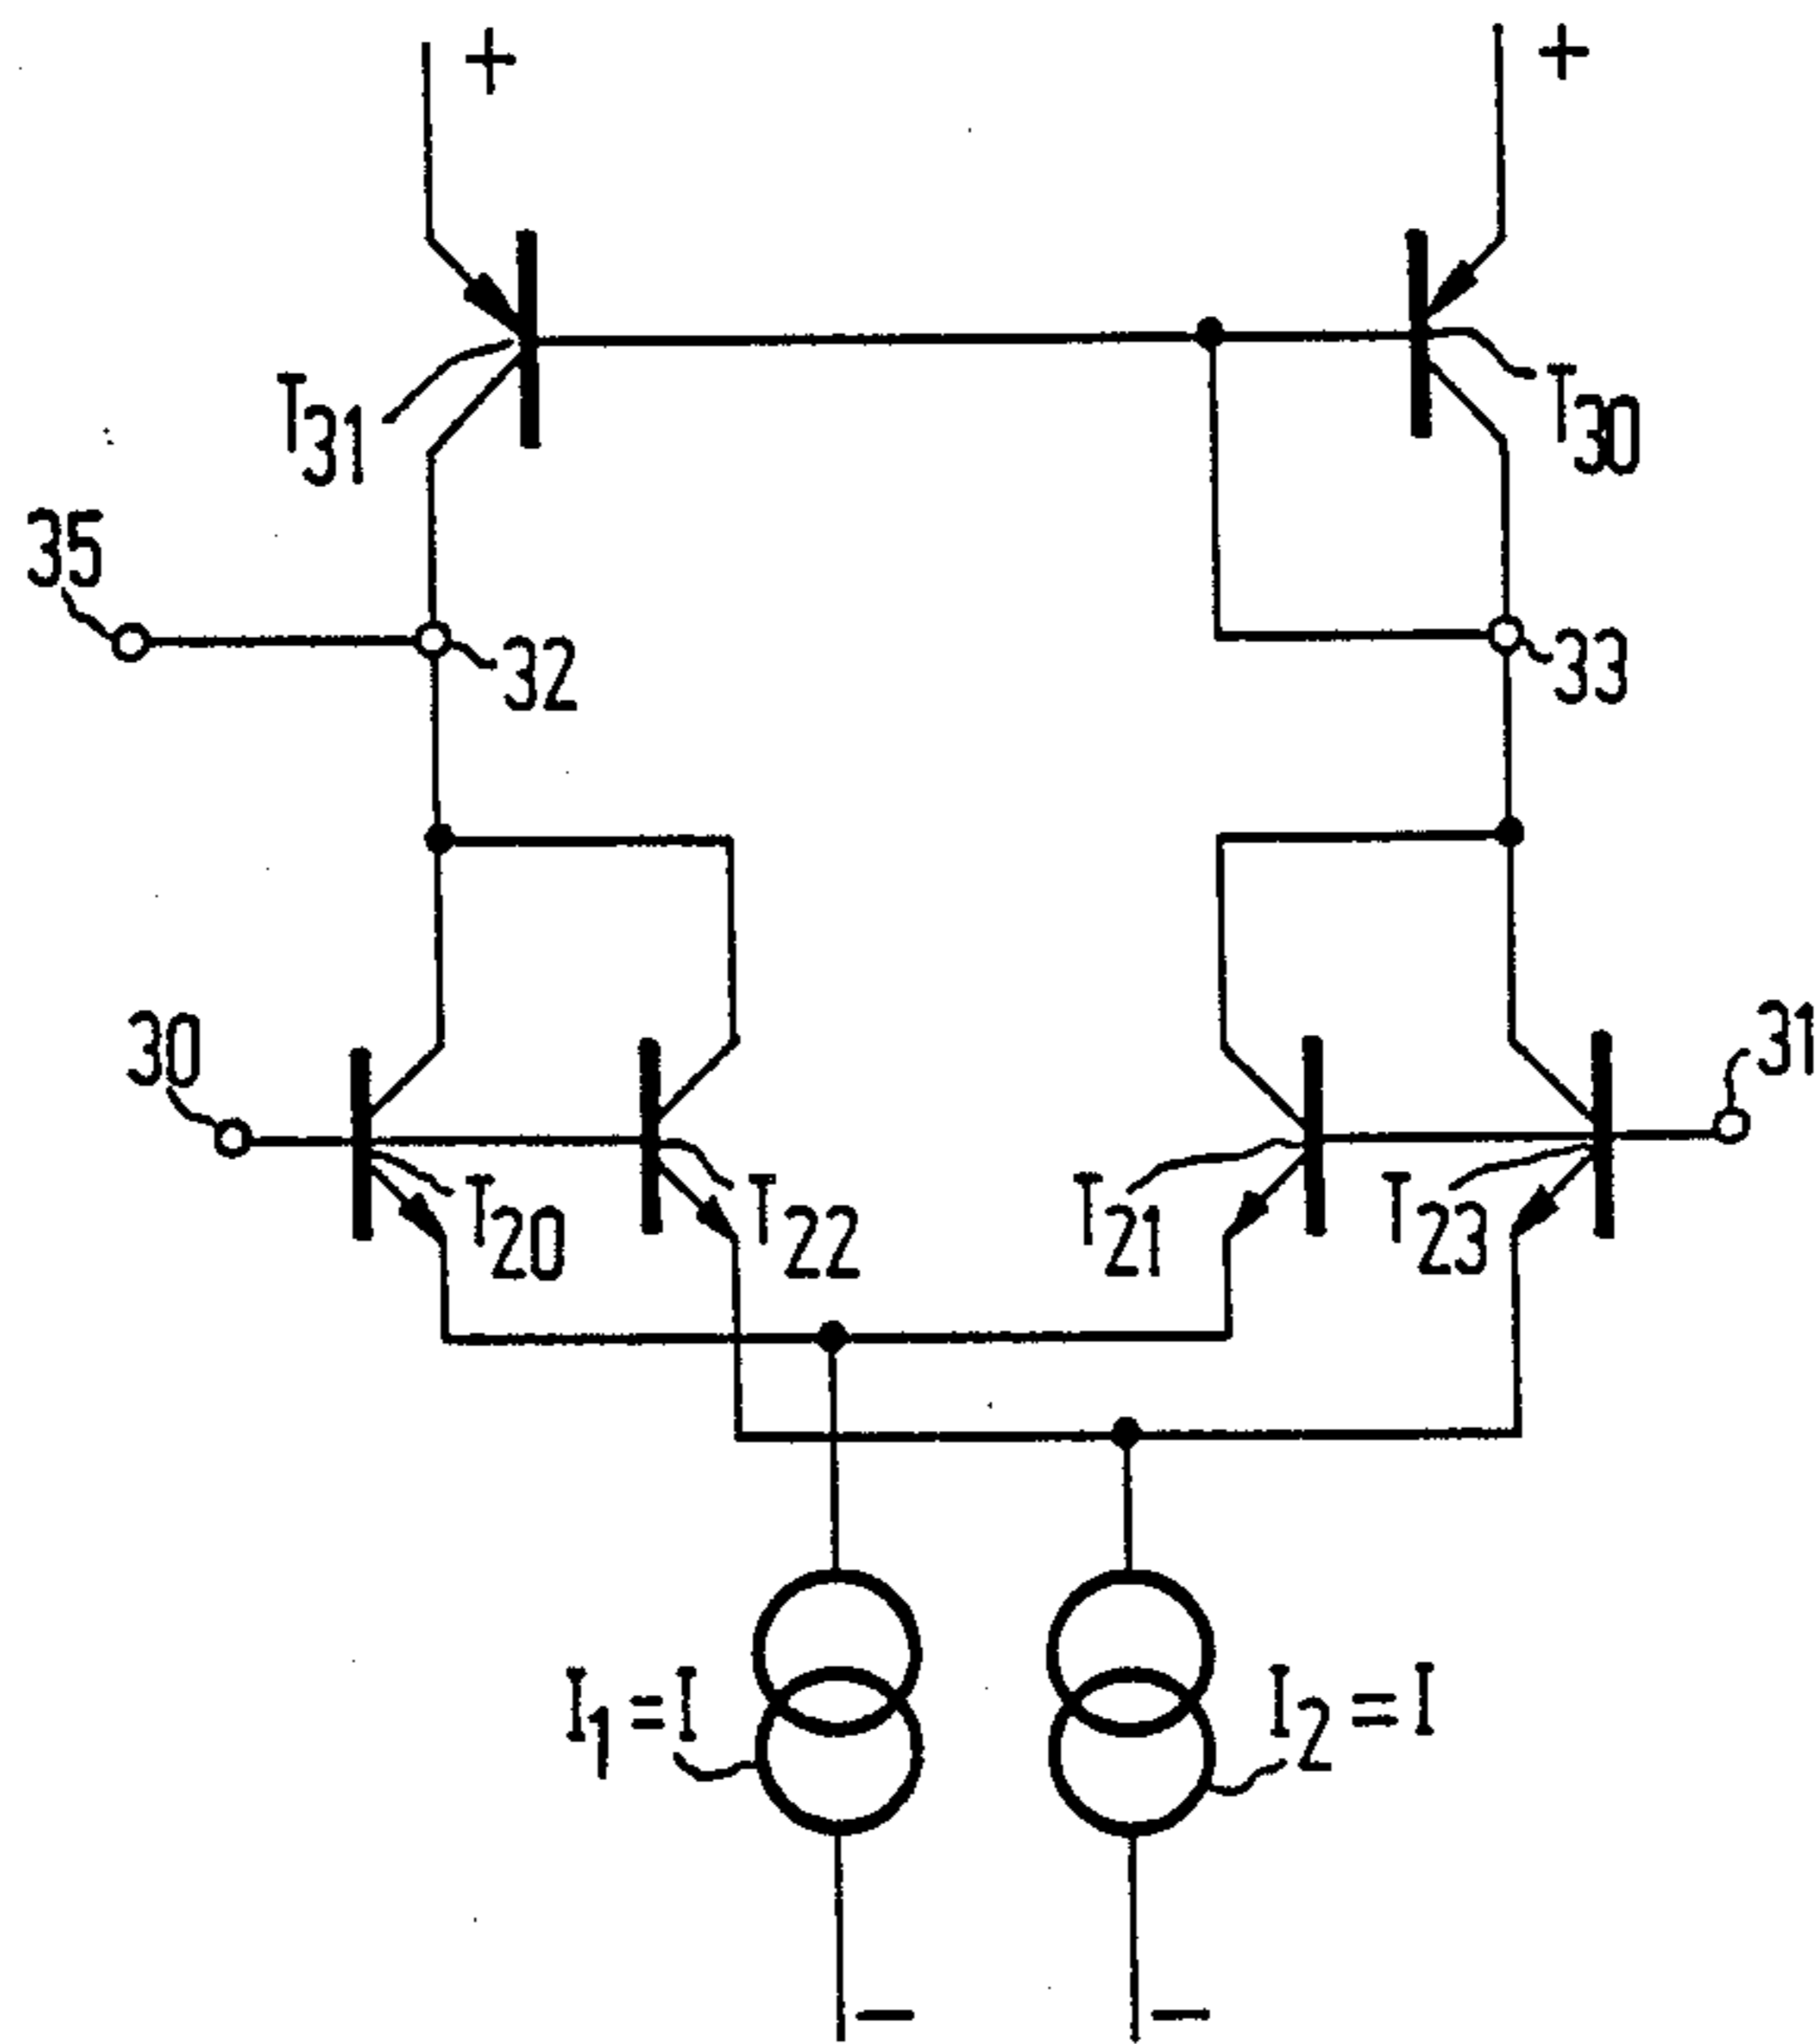 + +
T31
T30
35
32
33
30
31
T20
T22
T21
T23
I1=I
I2=I
− −